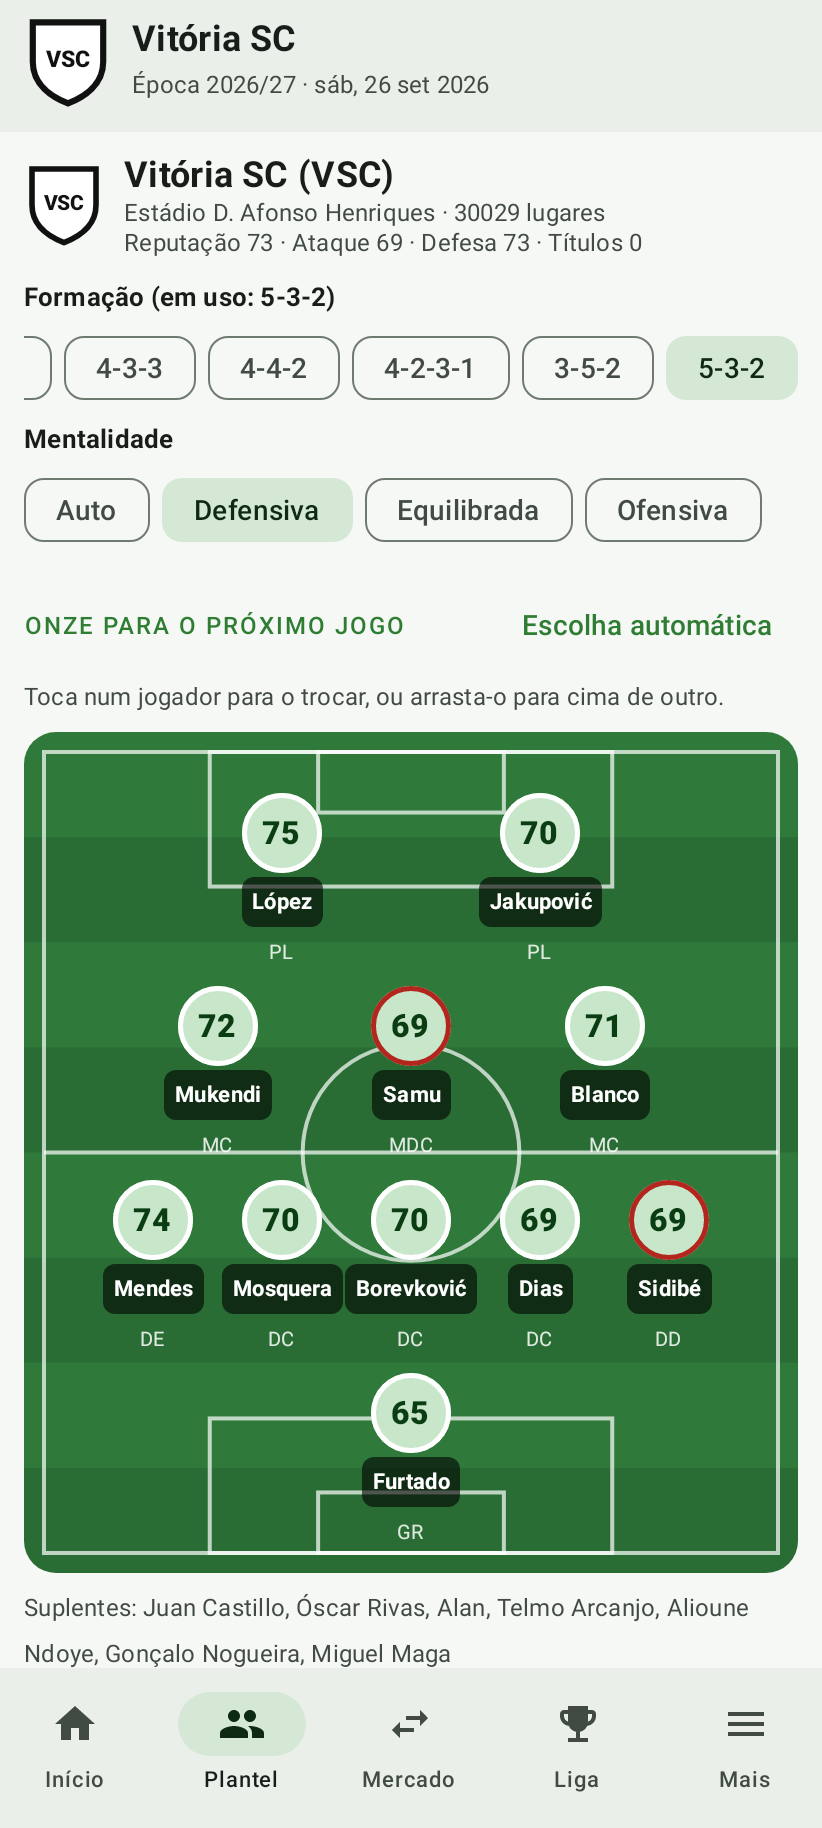 VSC
Vitória SC
Época 2026/27 · sáb, 26 set 2026
VSC
Vitória SC (VSC)
Estádio D. Afonso Henriques · 30029 lugares
Reputação 73 · Ataque 69 · Defesa 73 · Títulos 0
Formação (em uso: 5-3-2)
4-3-3 4-4-2 4-2-3-1 3-5-2 5-3-2
Mentalidade
Auto Defensiva Equilibrada Ofensiva
ONZE PARA O PRÓXIMO JOGO Escolha automática
Toca num jogador para o trocar, ou arrasta-o para cima de outro.
75 70
López Jakupović
PL PL
72 69 71
Mukendi Samu Blanco
MC MDC MC
74 70 70 69 69
Mendes Mosquera Borevković Dias Sidibé
DE DC DC DC DD
65
Furtado
GR
Suplentes: Juan Castillo, Óscar Rivas, Alan, Telmo Arcanjo, Alioune
Ndoye, Gonçalo Nogueira, Miguel Maga
Início Plantel Mercado Liga Mais